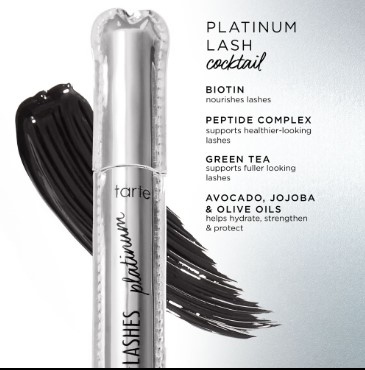 PLATINUM
LASH
cocktail
BIOTIN
nourishes lashes
PEPTIDE COMPLEX
supports healthier-looking
lashes
GREEN TEA
supports fuller looking
lashes
AVOCADO, JOJOBA
& OLIVE OILS
helps hydrate, strengthen
& protect
tarte
LASHES platinum